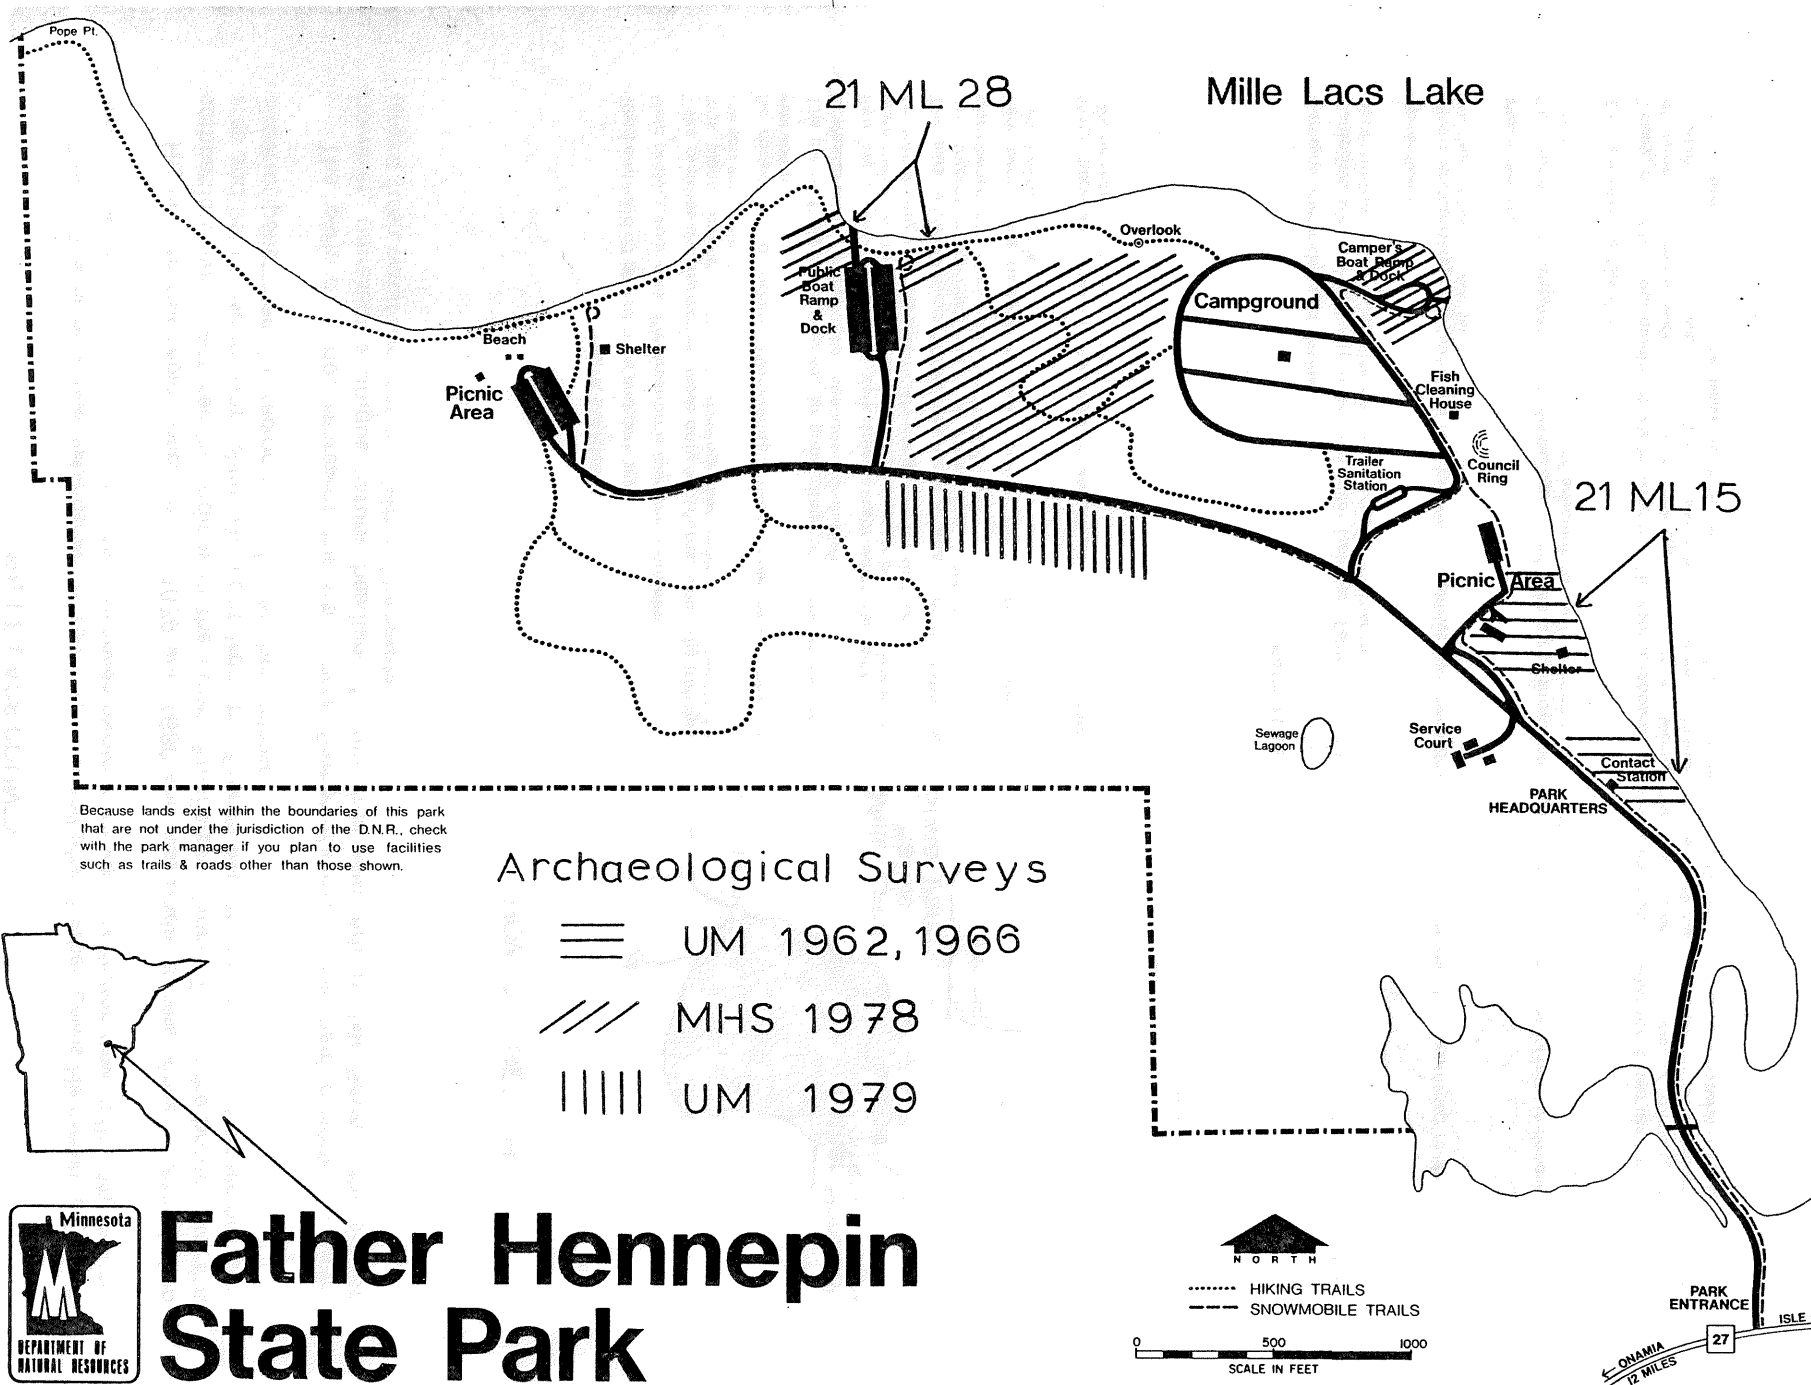 Pope Pt.
21 ML 28
Mille Lacs Lake
Overlook
Camper's
Boat Ramp
& Dock
Public
Boat
Ramp
&
Dock
Campground
Beach
Shelter
Picnic
Area
Fish
Cleaning
House
Trailer
Sanitation
Station
Council
Ring
21 ML15
Picnic Area
Shelter
Sewage
Lagoon
Service
Court
Contact
Station
PARK
HEADQUARTERS
Because lands exist within the boundaries of this park
that are not under the jurisdiction of the D.N.R., check
with the park manager if you plan to use facilities
such as trails & roads other than those shown.
Archaeological Surveys
UM 1962, 1966
MHS 1978
UM 1979
Minnesota
DEPARTMENT OF
NATURAL RESOURCES
Father Hennepin
State Park
NORTH
HIKING TRAILS
SNOWMOBILE TRAILS
0 500 1000
SCALE IN FEET
PARK
ENTRANCE
ISLE
27
ONAMIA
12 MILES